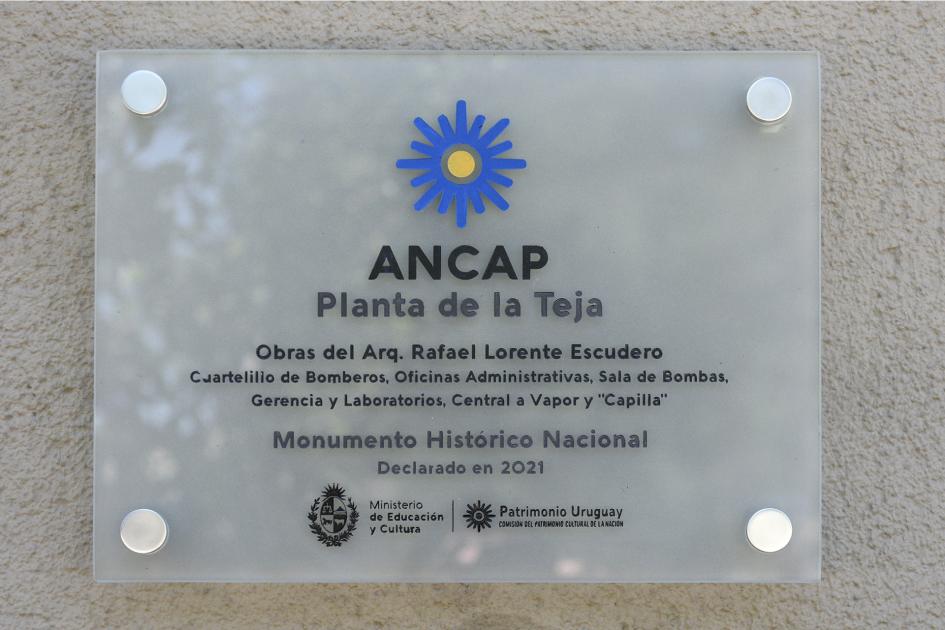 ANCAP
Planta de la Teja
Obras del Arq. Rafael Lorente Escudero
Cuartelillo de Bomberos, Oficinas Administrativas, Sala de Bombas,
Gerencia y Laboratorios, Central a Vapor y "Capilla"
Monumento Histórico Nacional
Declarado en 2021
Ministerio
de Educación
y Cultura
Patrimonio Uruguay
COMISIÓN DEL PATRIMONIO CULTURAL DE LA NACIÓN